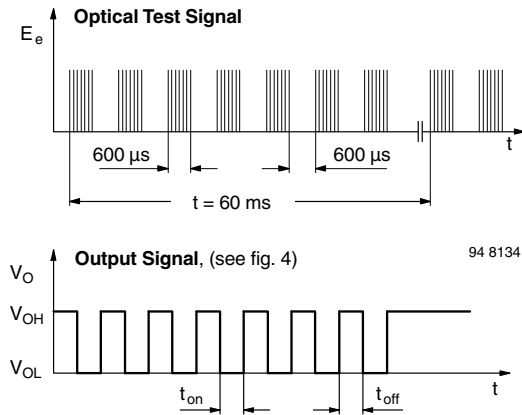 Optical Test Signal
E e
t
600 µs
600 µs
t = 60 ms
Output Signal, (see fig. 4)
94 8134
V O
V OH
V OL
t on
t off
t